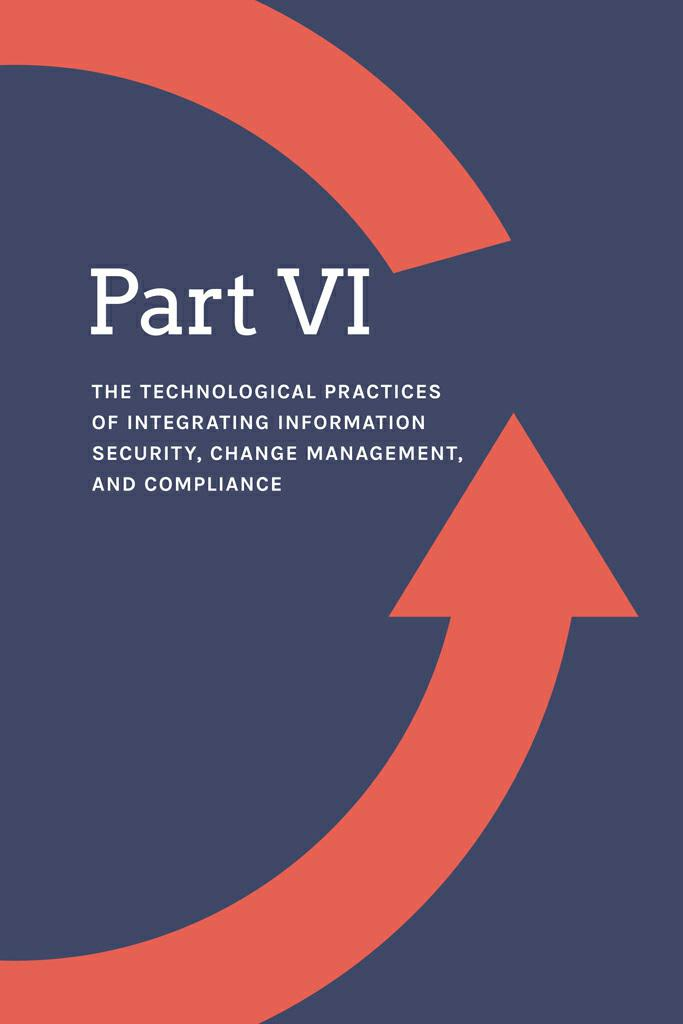 Part VI
THE TECHNOLOGICAL PRACTICES
OF INTEGRATING INFORMATION
SECURITY, CHANGE MANAGEMENT,
AND COMPLIANCE